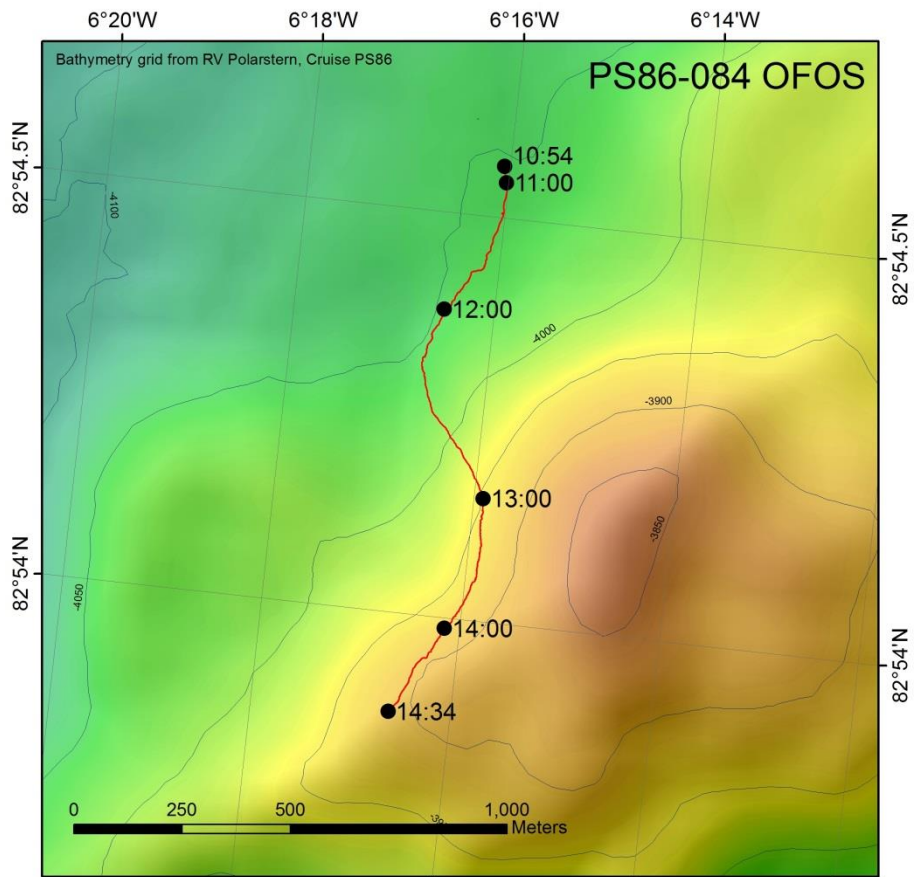 6°20'W 6°18'W 6°16'W 6°14'W
Bathymetry grid from RV Polarstern, Cruise PS86
PS86-084 OFOS
82°54.5'N
10:54
11:00
-4100
82°54.5'N
12:00
-4000
-3900
13:00
-3850
82°54'N
-4050
14:00
82°54'N
14:34
0 250 500 1,000
Meters